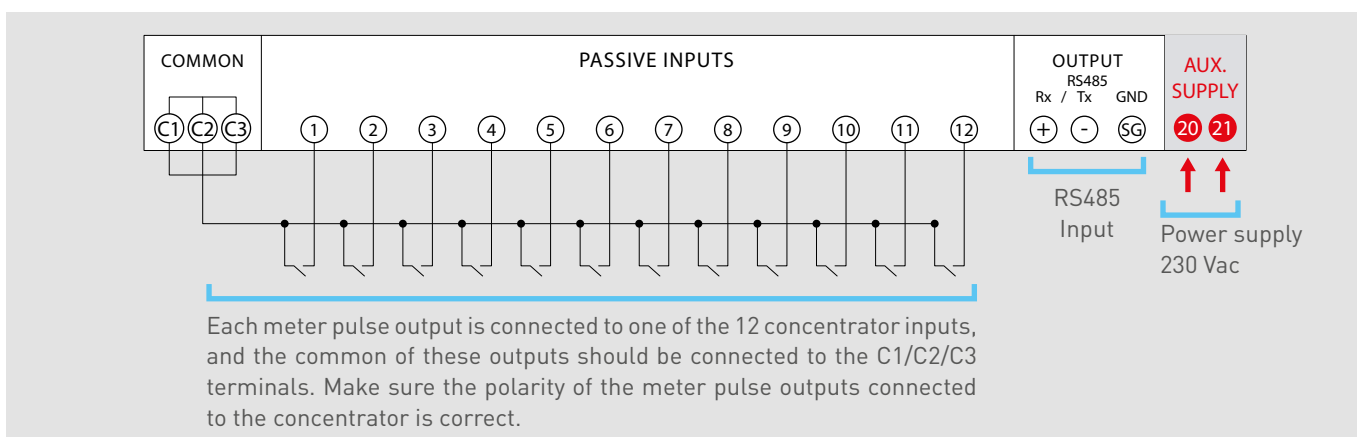 COMMON
PASSIVE INPUTS
OUTPUT
RS485
Rx / Tx GND
AUX.
SUPPLY
C1 C2 C3
1 2 3 4 5 6 7 8 9 10 11 12
+ - SG
20 21
RS485
Input
Power supply
230 Vac
Each meter pulse output is connected to one of the 12 concentrator inputs,
and the common of these outputs should be connected to the C1/C2/C3
terminals. Make sure the polarity of the meter pulse outputs connected
to the concentrator is correct.